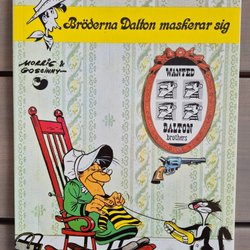 Bröderna Dalton maskerar sig
MORRIS &
GOSCINNY
WANTED
DALTON
brothers